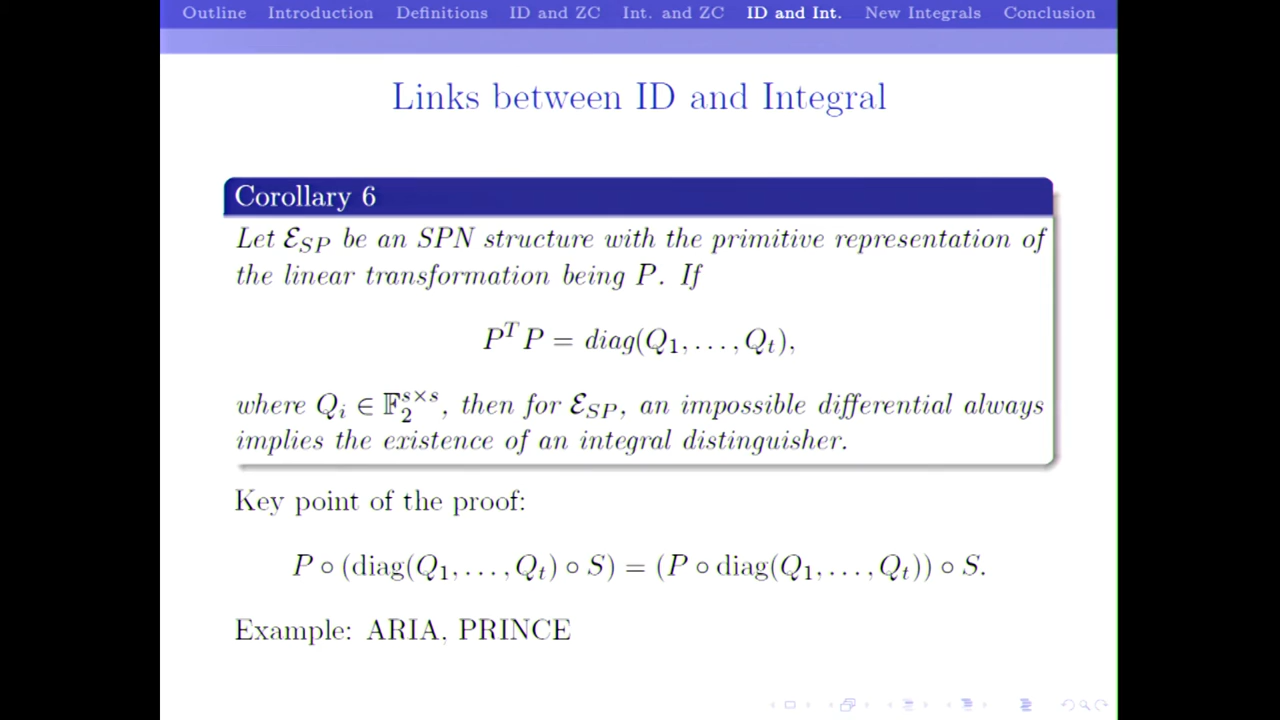 Outline Introduction Definitions ID and ZC Int. and ZC ID and Int. New Integrals Conclusion
Links between ID and Integral
Corollary 6
Let ℰ_SP be an SPN structure with the primitive representation of
the linear transformation being P. If
P^T P = diag(Q_1, . . . , Q_t),
where Q_i ∈ 𝔽_2^{s×s}, then for ℰ_SP, an impossible differential always
implies the existence of an integral distinguisher.
Key point of the proof:
P ∘ (diag(Q_1, . . . , Q_t) ∘ S) = (P ∘ diag(Q_1, . . . , Q_t)) ∘ S.
Example: ARIA, PRINCE